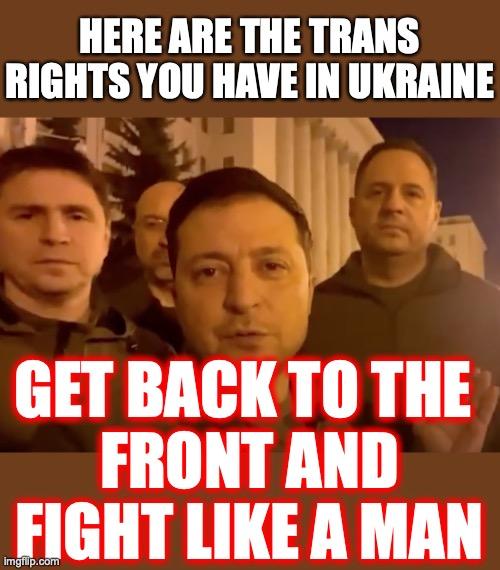 HERE ARE THE TRANS
RIGHTS YOU HAVE IN UKRAINE
GET BACK TO THE
FRONT AND
FIGHT LIKE A MAN
imgflip.com